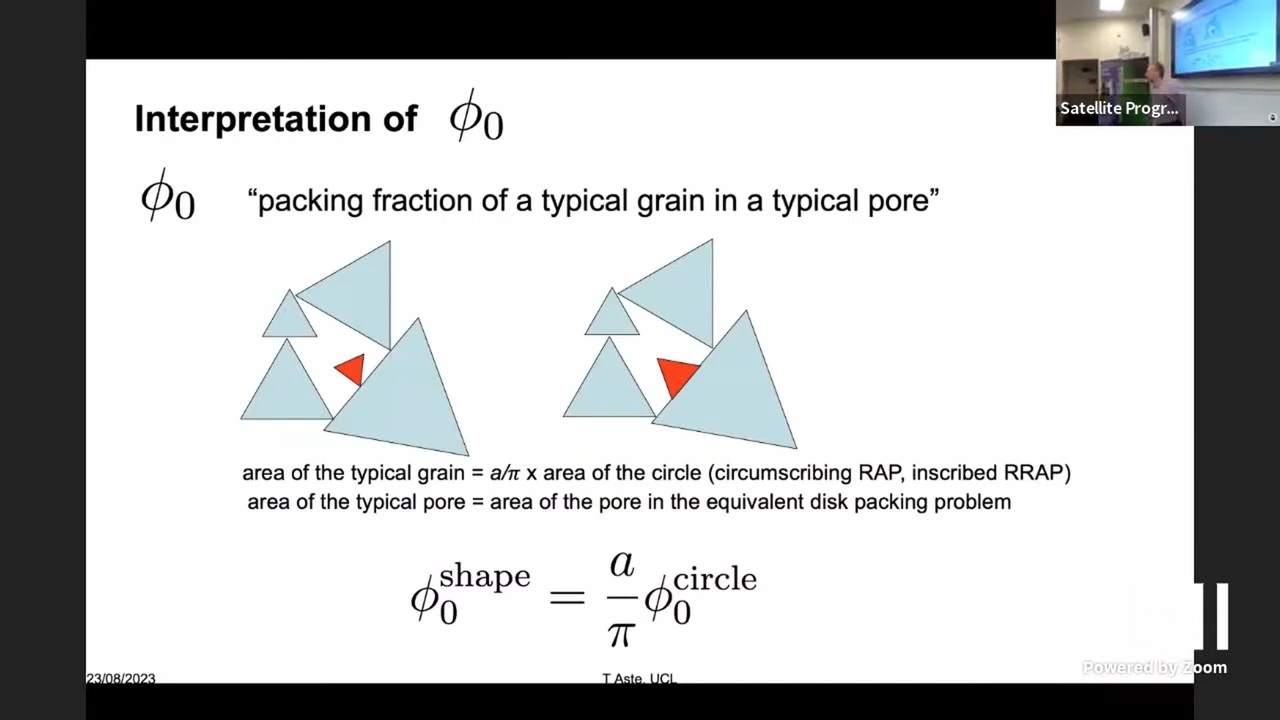 Interpretation of ϕ₀
ϕ₀ “packing fraction of a typical grain in a typical pore”
area of the typical grain = a/π x area of the circle (circumscribing RAP, inscribed RRAP)
area of the typical pore = area of the pore in the equivalent disk packing problem
ϕ₀^shape = a/π ϕ₀^circle
23/08/2023
T Aste, UCL
Satellite Progr...
Powered by Zoom